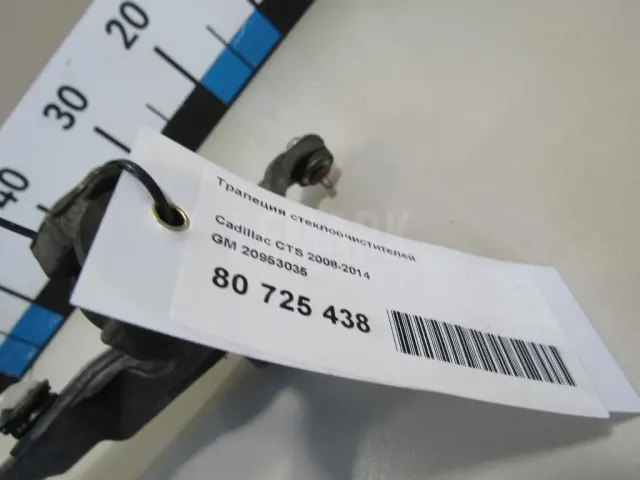 20
30
40
Трапеция стеклоочистителей
Cadillac CTS 2008-2014
GM 20953035
80 725 438